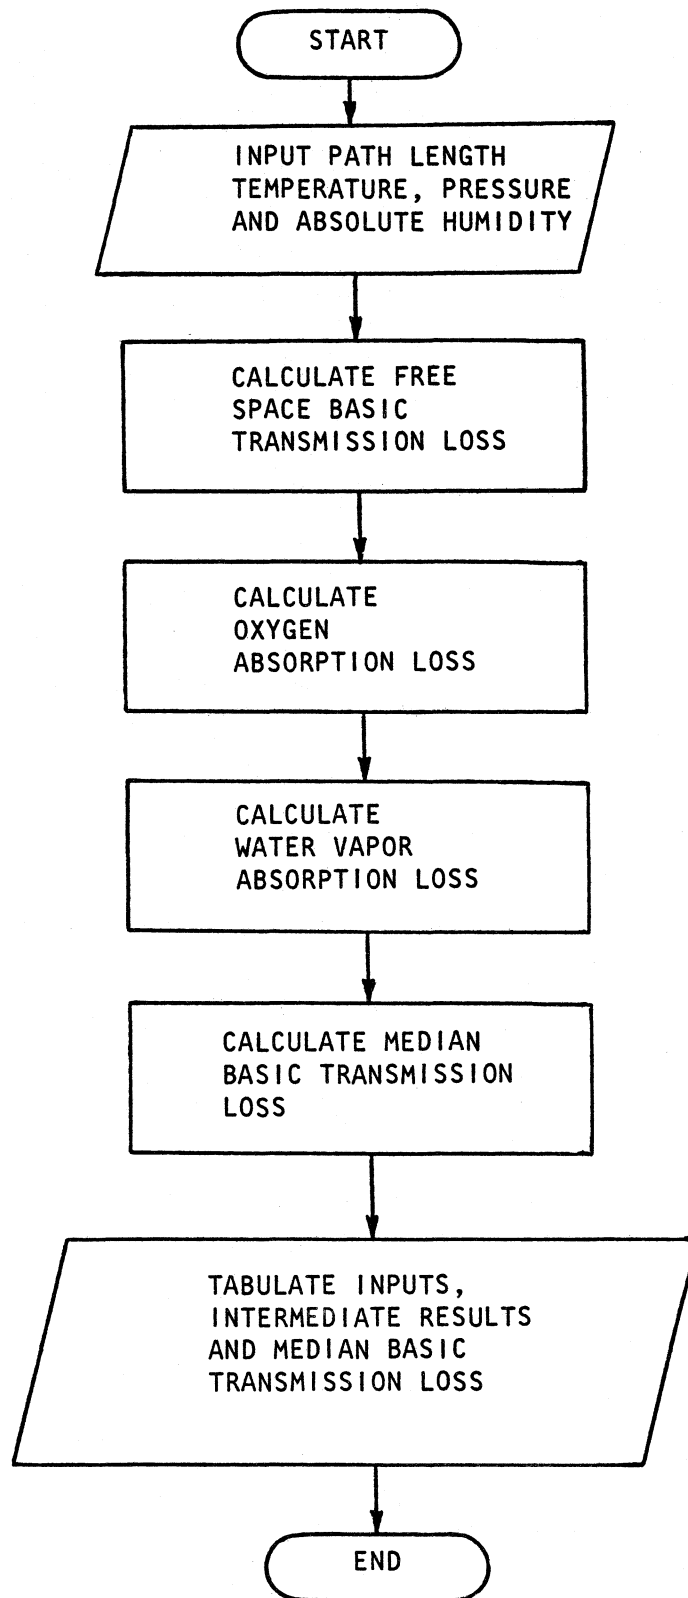 START
INPUT PATH LENGTH
TEMPERATURE, PRESSURE
AND ABSOLUTE HUMIDITY
CALCULATE FREE
SPACE BASIC
TRANSMISSION LOSS
CALCULATE
OXYGEN
ABSORPTION LOSS
CALCULATE
WATER VAPOR
ABSORPTION LOSS
CALCULATE MEDIAN
BASIC TRANSMISSION
LOSS
TABULATE INPUTS,
INTERMEDIATE RESULTS
AND MEDIAN BASIC
TRANSMISSION LOSS
END